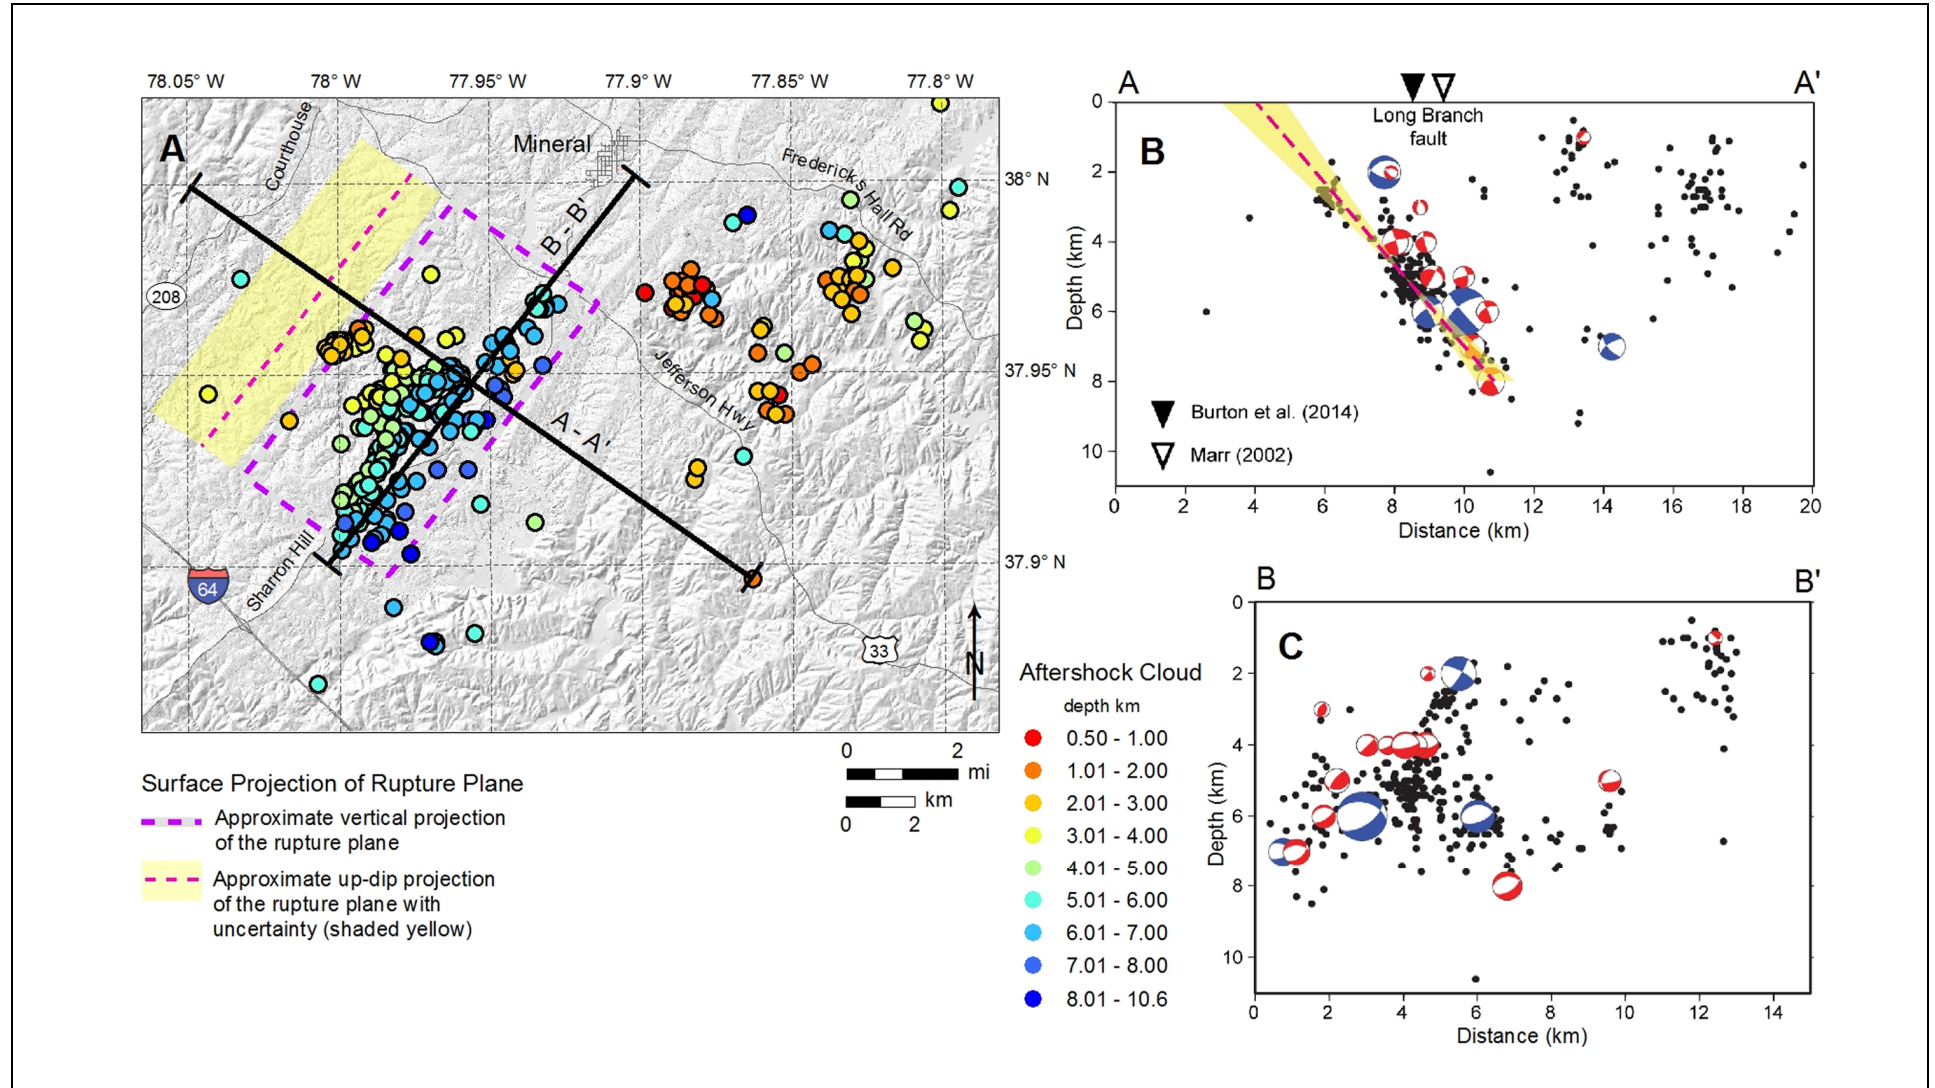 78.05° W
78° W
77.95° W
77.9° W
77.85° W
77.8° W
A
Courthouse
Mineral
Fredericks Hall Rd
38° N
B - B'
208
Jefferson Hwy
37.95° N
A - A'
Sharron Hill
64
37.9° N
33
N
0 2
mi
km
0 2
Surface Projection of Rupture Plane
Approximate vertical projection
of the rupture plane
Approximate up-dip projection
of the rupture plane with
uncertainty (shaded yellow)
Aftershock Cloud
depth km
0.50 - 1.00
1.01 - 2.00
2.01 - 3.00
3.01 - 4.00
4.01 - 5.00
5.01 - 6.00
6.01 - 7.00
7.01 - 8.00
8.01 - 10.6
A A'
B
Long Branch
fault
0
2
4
6
8
10
Depth (km)
Burton et al. (2014)
Marr (2002)
0 2 4 6 8 10 12 14 16 18 20
Distance (km)
B B'
C
0
2
4
6
8
10
Depth (km)
0 2 4 6 8 10 12 14
Distance (km)